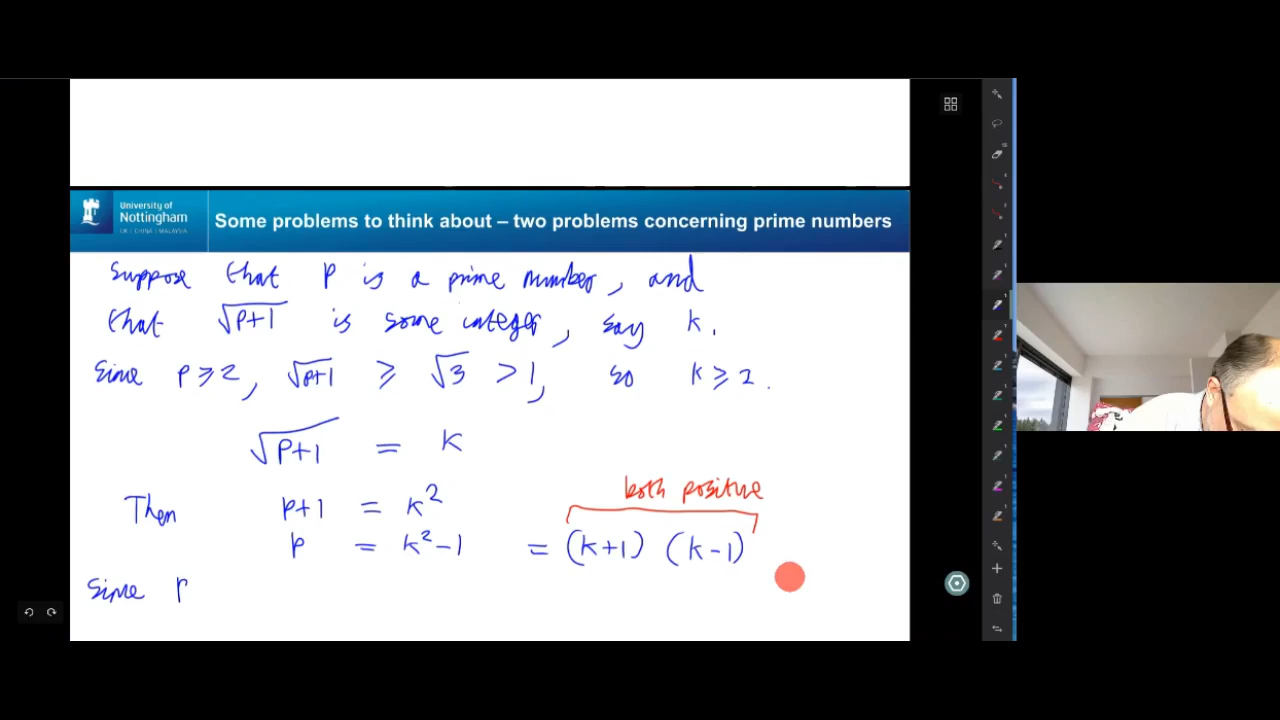 University of
Nottingham
UK | CHINA | MALAYSIA
Some problems to think about – two problems concerning prime numbers
Suppose that p is a prime number, and
that √p+1 is some integer, say k.
Since p ⩾ 2, √p+1 ⩾ √3 > 1, so k ⩾ 2.
√p+1 = k
both positive
Then p+1 = k²
p = k²-1 = (k+1) (k-1)
Since p